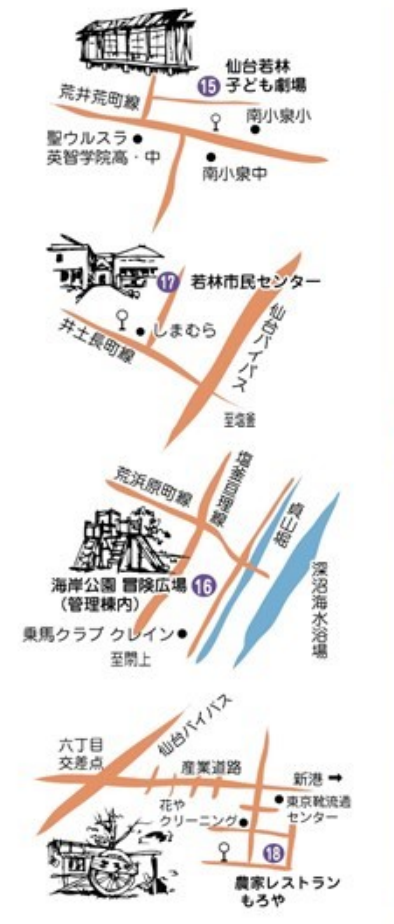 仙台若林
⑮ 子ども劇場
荒井荒町線
南小泉小
聖ウルスラ
英智学院高・中
南小泉中
⑰ 若林市民センター
しまむら
井土長町線
仙台バイパス
至塩釜
塩釜亘理線
荒浜原町線
貞山堀
海岸公園 冒険広場 ⑯
(管理棟内)
深沼海水浴場
乗馬クラブ クレイン
至閖上
仙台バイパス
六丁目
交差点
産業道路
新港 ➡
花や
クリーニング
東京靴流通
センター
⑱
農家レストラン
もろや